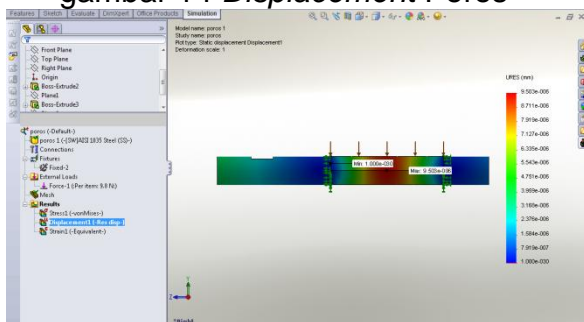 gambar 14 Displacement Poros
Features Sketch Evaluate DimXpert Office Products Simulation
Model name: poros 1
Study name: poros
Plot type: Static displacement Displacement1
Deformation scale: 1
Front Plane
Top Plane
Right Plane
Origin
Boss-Extrude2
Plane1
Boss-Extrude3
poros (-Default-)
poros 1 (-[SW]AISI 1035 Steel (SS)-)
Connections
Fixtures
Fixed-2
External Loads
Force-1 (:Per item: 9.8 N:)
Mesh
Results
Stress1 (-vonMises-)
Displacement1 (-Res disp-)
Strain1 (-Equivalent-)
Min: 1.000e-030
Max: 9.503e-006
URES (mm)
9.503e-006
8.711e-006
7.919e-006
7.127e-006
6.335e-006
5.543e-006
4.751e-006
3.959e-006
3.168e-006
2.376e-006
1.584e-006
7.919e-007
1.000e-030
Y
Z